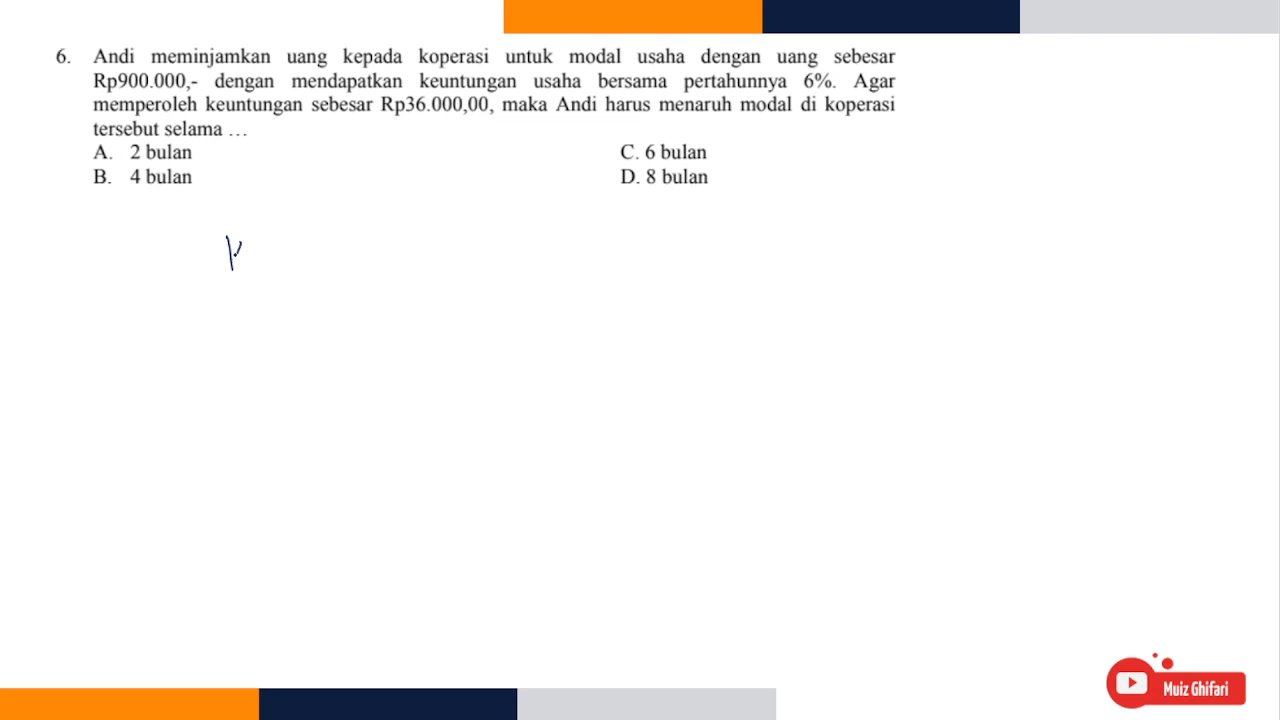 6. Andi meminjamkan uang kepada koperasi untuk modal usaha dengan uang sebesar
Rp900.000,- dengan mendapatkan keuntungan usaha bersama pertahunnya 6%. Agar
memperoleh keuntungan sebesar Rp36.000,00, maka Andi harus menaruh modal di koperasi
tersebut selama …
A. 2 bulan
B. 4 bulan
C. 6 bulan
D. 8 bulan
Muiz Ghifari